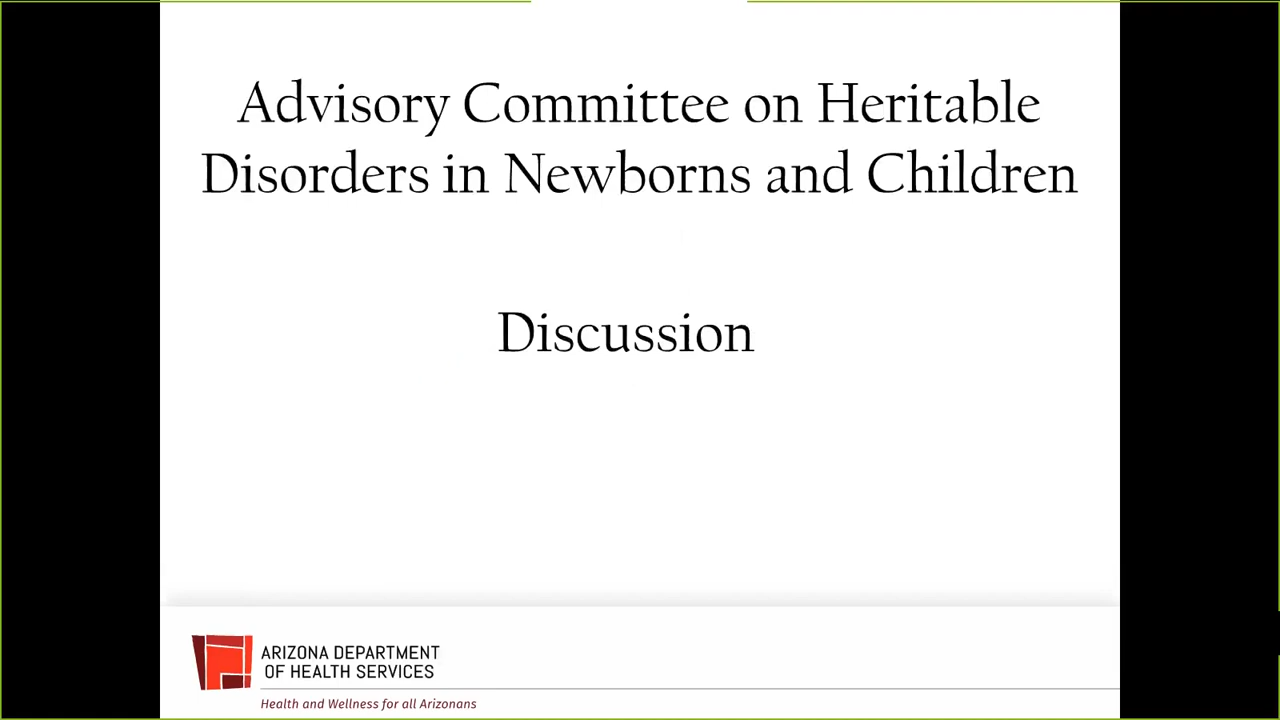 Advisory Committee on Heritable
Disorders in Newborns and Children
Discussion
ARIZONA DEPARTMENT
OF HEALTH SERVICES
Health and Wellness for all Arizonans